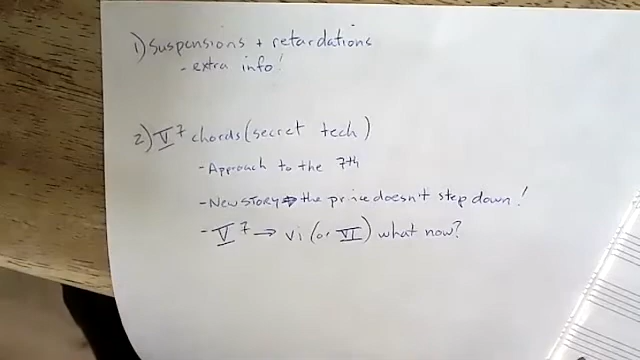 1) Suspensions + retardations
- extra info!
2) V7 chords (secret tech)
- Approach to the 7th
- New STORY → the price doesn't step down!
- V7 → vi (or VI) what now?